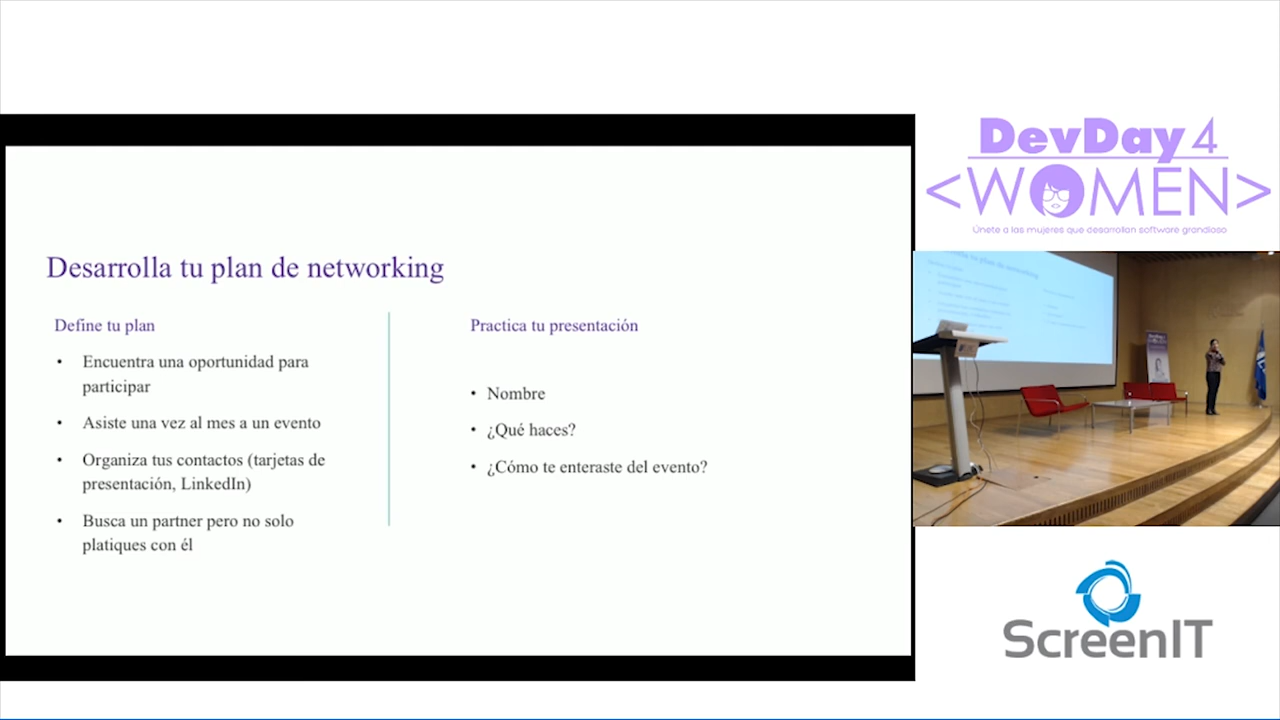 Desarrolla tu plan de networking
Define tu plan
• Encuentra una oportunidad para
participar
• Asiste una vez al mes a un evento
• Organiza tus contactos (tarjetas de
presentación, LinkedIn)
• Busca un partner pero no solo
platiques con él
Practica tu presentación
• Nombre
• ¿Qué haces?
• ¿Cómo te enteraste del evento?
DevDay4
<WOMEN>
Únete a las mujeres que desarrollan software grandioso
ScreenIT